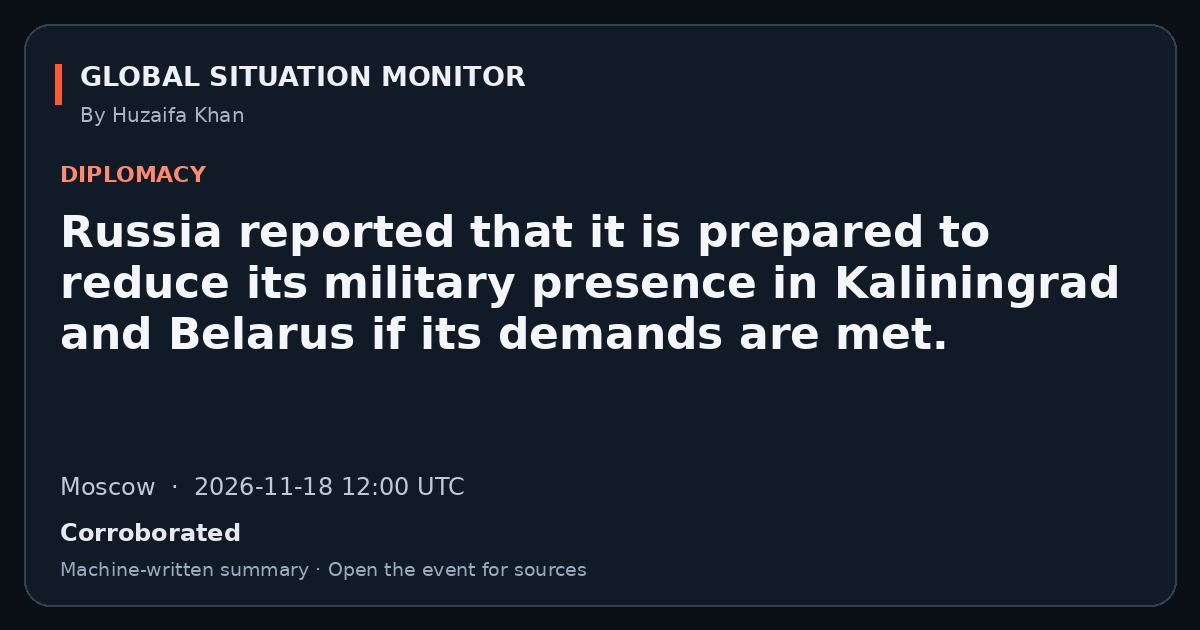 GLOBAL SITUATION MONITOR
By Huzaifa Khan
DIPLOMACY
Russia reported that it is prepared to
reduce its military presence in Kaliningrad
and Belarus if its demands are met.
Moscow · 2026-11-18 12:00 UTC
Corroborated
Machine-written summary · Open the event for sources